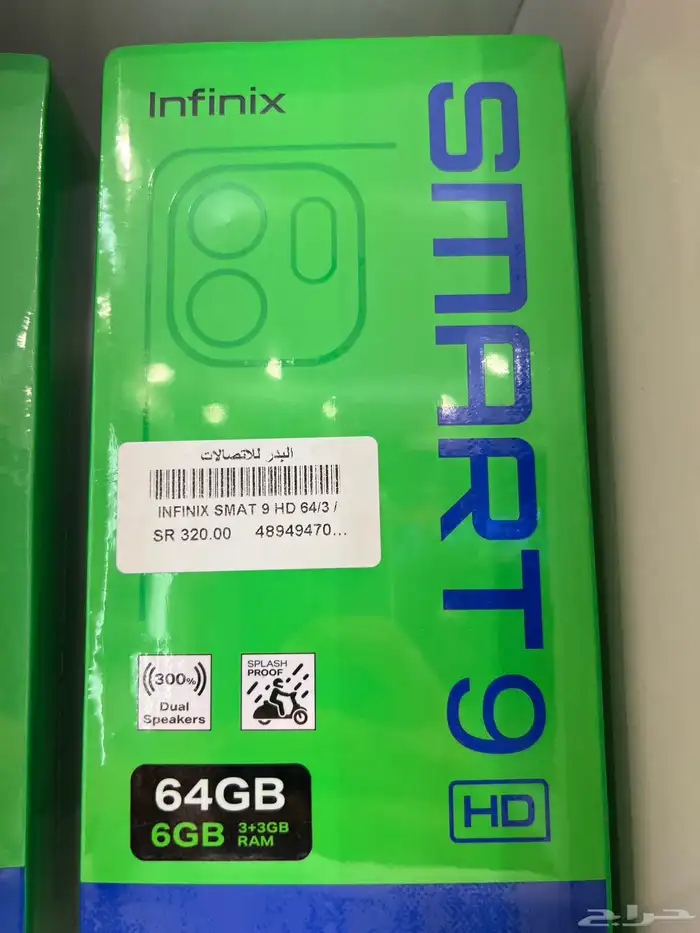 Infinix
SMART 9 HD
البدر للاتصالات
INFINIX SMAT 9 HD 64/3 /
SR 320.00 48949470...
300%
Dual
Speakers
SPLASH
PROOF
64GB
6GB 3+3GB
RAM
حراج